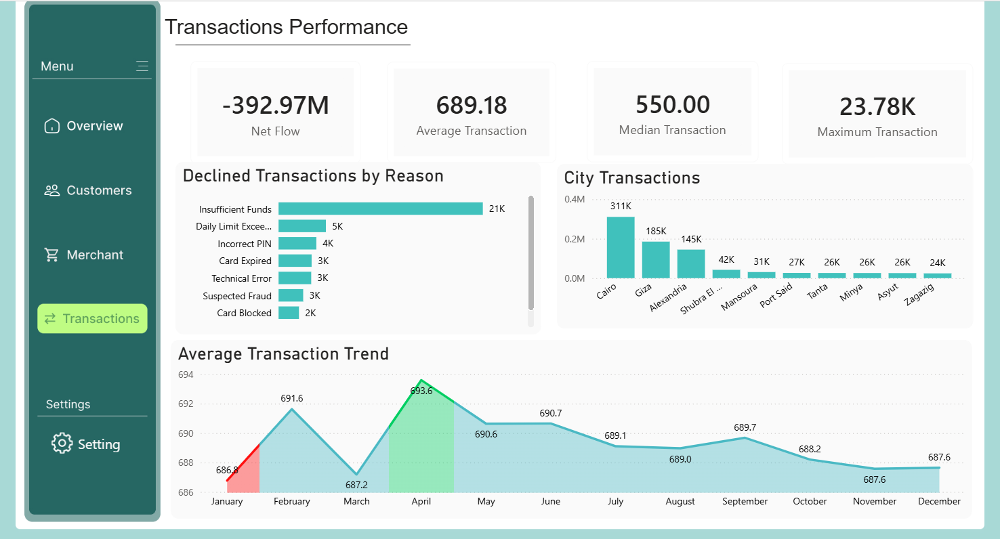 Transactions Performance
Menu
Overview
Customers
Merchant
Transactions
Settings
Setting
-392.97M
Net Flow
689.18
Average Transaction
550.00
Median Transaction
23.78K
Maximum Transaction
Declined Transactions by Reason
Insufficient Funds 21K
Daily Limit Excee... 5K
Incorrect PIN 4K
Card Expired 3K
Technical Error 3K
Suspected Fraud 3K
Card Blocked 2K
City Transactions
0.4M
0.2M
0.0M
311K 185K 145K 42K 31K 27K 26K 26K 26K 24K
Cairo Giza Alexandria Shubra El ... Mansoura Port Said Tanta Minya Asyut Zagazig
Average Transaction Trend
694
692
690
688
686
686.8 691.6 687.2 693.6 690.6 690.7 689.1 689.0 689.7 688.2 687.6 687.6
January February March April May June July August September October November December